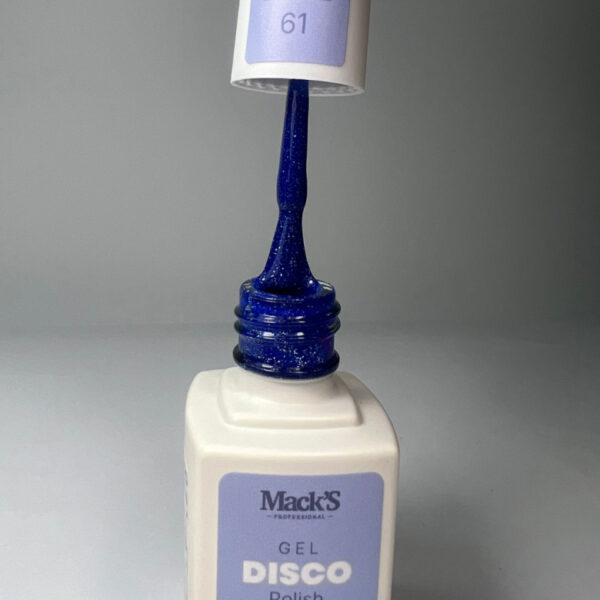 61
Mack'S
PROFESSIONAL
GEL
DISCO
Polish